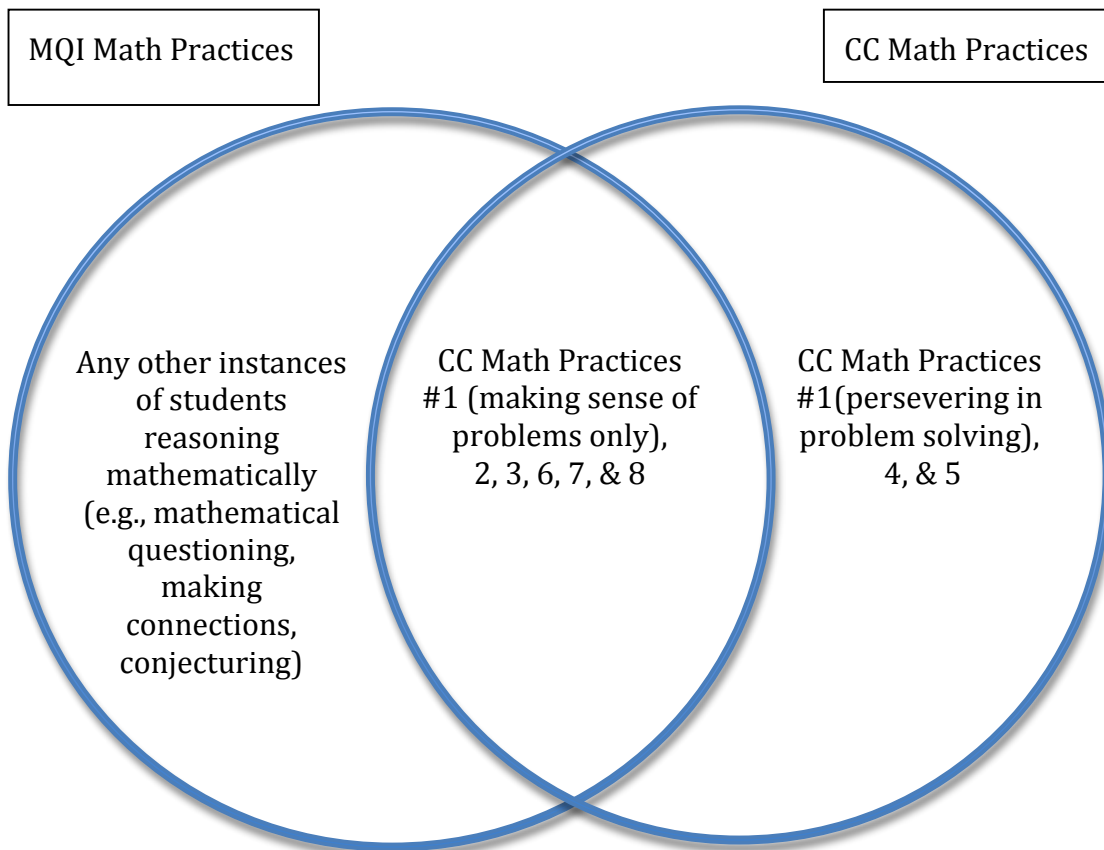 MQI Math Practices
CC Math Practices
Any other instances
of students
reasoning
mathematically
(e.g., mathematical
questioning,
making
connections,
conjecturing)
CC Math Practices
#1 (making sense of
problems only),
2, 3, 6, 7, & 8
CC Math Practices
#1(persevering in
problem solving),
4, & 5